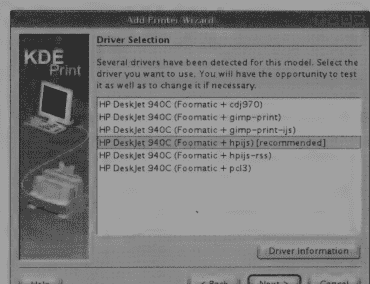 Add Printer Wizard
Driver Selection
KDE
Print
Several drivers have been detected for this model. Select the
driver you want to use. You will have the opportunity to test
it as well as to change it if necessary.
HP DeskJet 940C (Foomatic + cdj970)
HP DeskJet 940C (Foomatic + gimp-print)
HP DeskJet 940C (Foomatic + gimp-print-ijs)
HP DeskJet 940C (Foomatic + hpijs) [recommended]
HP DeskJet 940C (Foomatic + hpijs-rss)
HP DeskJet 940C (Foomatic + pcl3)
Driver Information
Help
< Back
Next >
Cancel